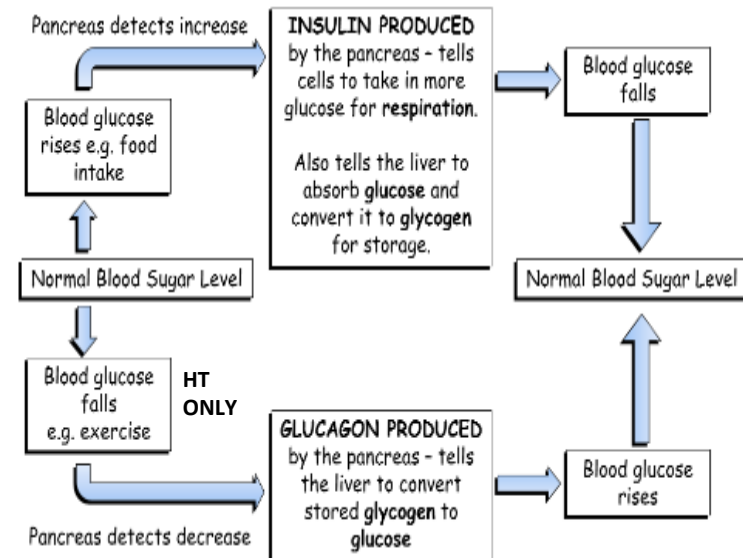 Pancreas detects increase
Blood glucose
rises e.g. food
intake
INSULIN PRODUCED
by the pancreas - tells
cells to take in more
glucose for respiration.
Also tells the liver to
absorb glucose and
convert it to glycogen
for storage.
Blood glucose
falls
Normal Blood Sugar Level
Normal Blood Sugar Level
Blood glucose
falls
e.g. exercise
HT
ONLY
Pancreas detects decrease
GLUCAGON PRODUCED
by the pancreas - tells
the liver to convert
stored glycogen to
glucose
Blood glucose
rises